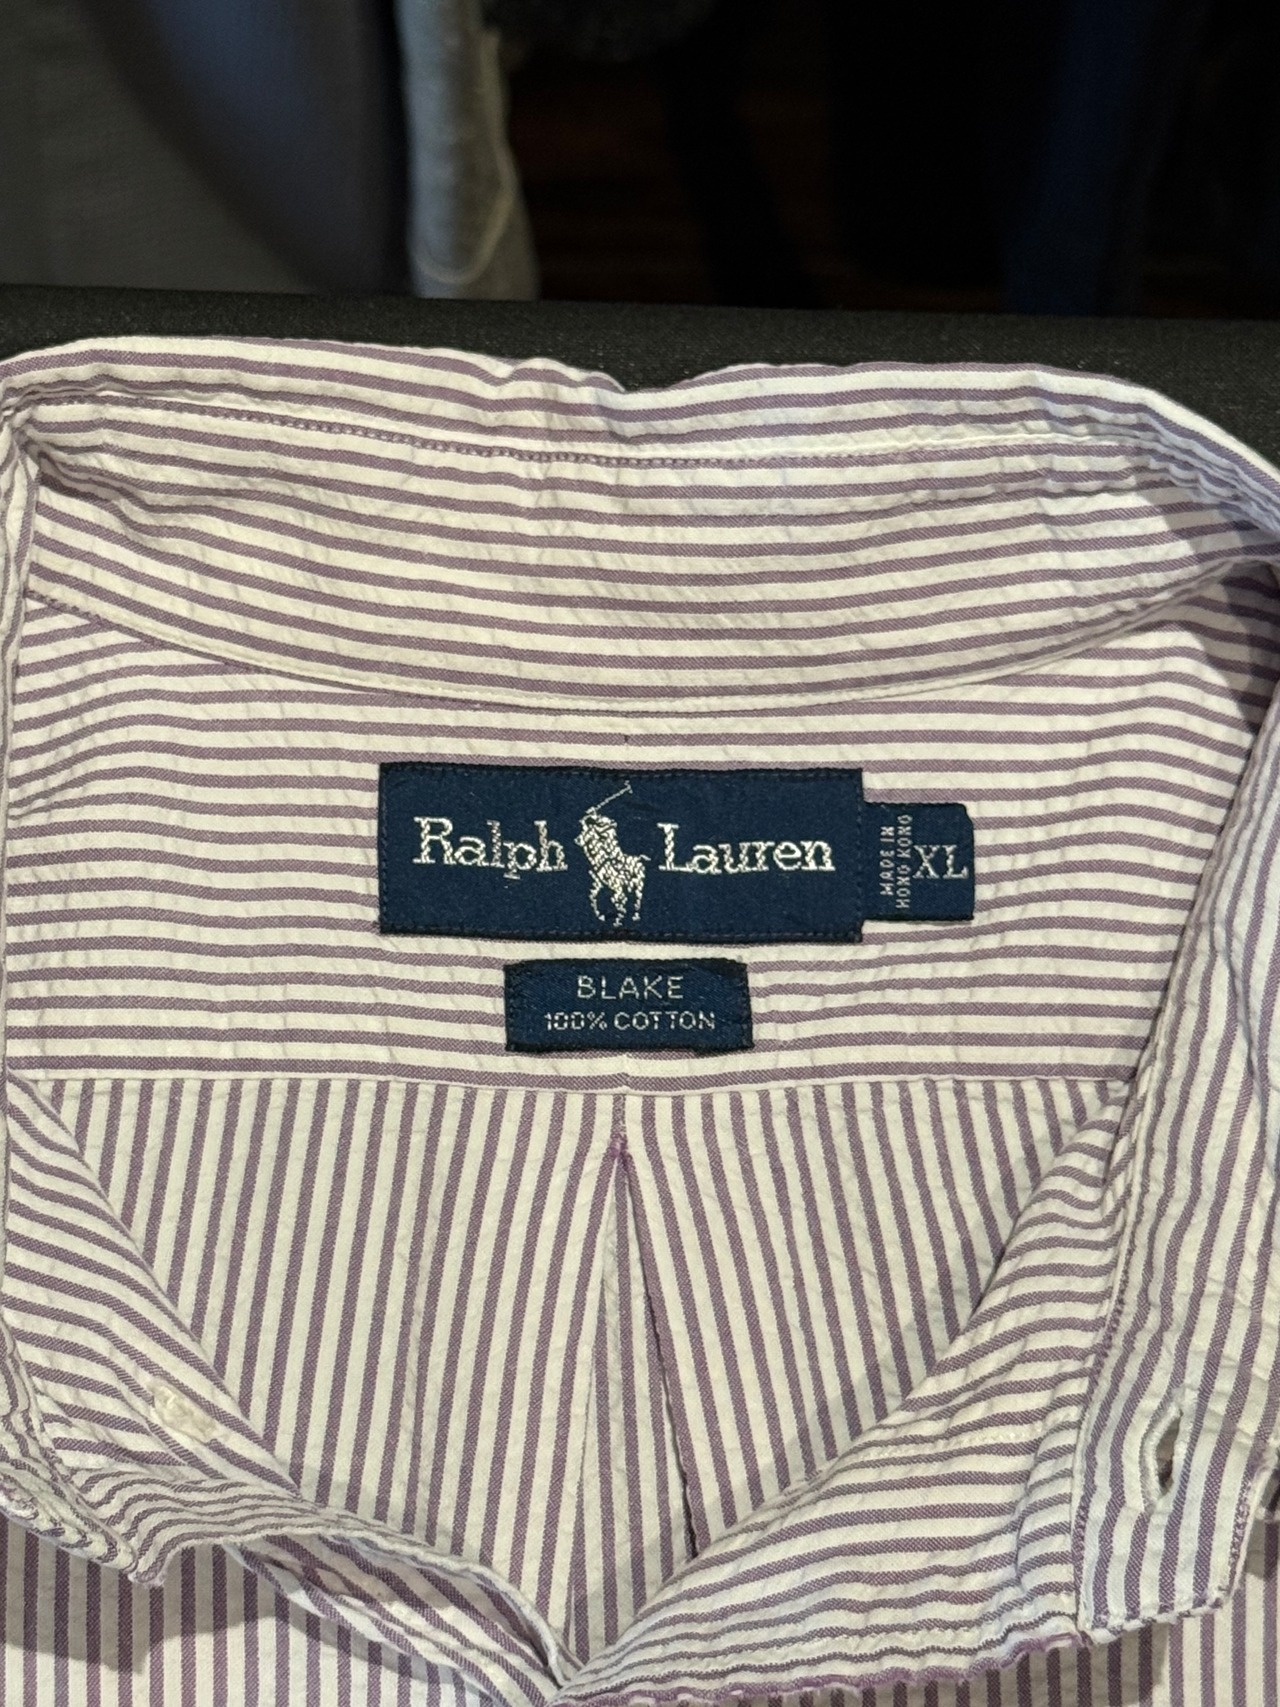 Ralph Lauren
MADE IN
HONG KONG
XL
BLAKE
100% COTTON